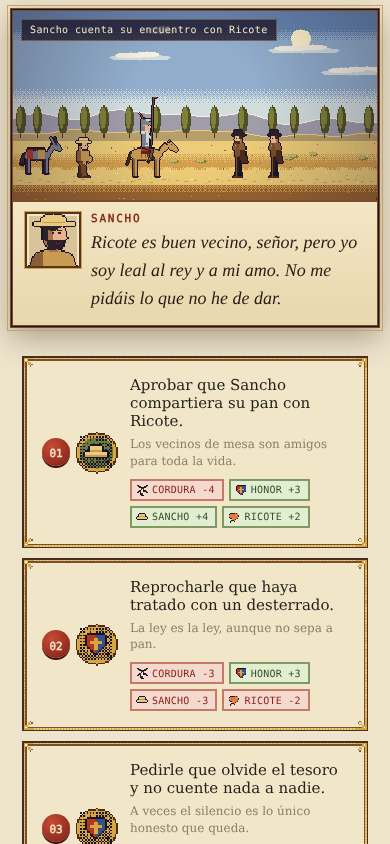 Sancho cuenta su encuentro con Ricote
SANCHO
Ricote es buen vecino, señor, pero yo
soy leal al rey y a mi amo. No me
pidáis lo que no he de dar.
01
Aprobar que Sancho
compartiera su pan con
Ricote.
Los vecinos de mesa son amigos
para toda la vida.
CORDURA -4 HONOR +3
SANCHO +4 RICOTE +2
02
Reprocharle que haya
tratado con un desterrado.
La ley es la ley, aunque no sepa a
pan.
CORDURA -3 HONOR +3
SANCHO -3 RICOTE -2
03
Pedirle que olvide el tesoro
y no cuente nada a nadie.
A veces el silencio es lo único
honesto que queda.